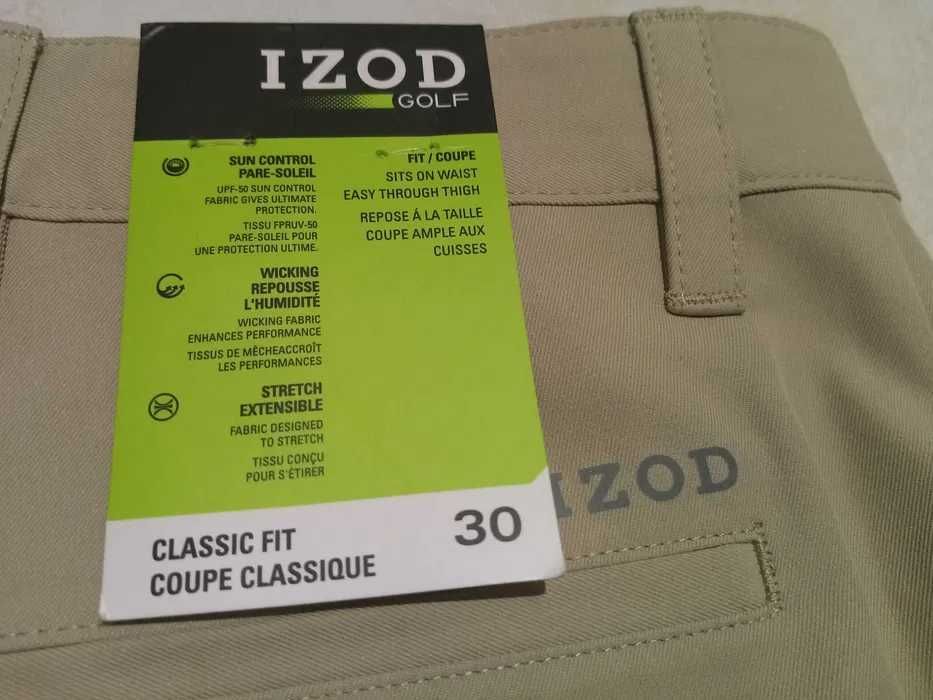 IZOD
GOLF
SUN CONTROL
PARE-SOLEIL
UPF-50 SUN CONTROL
FABRIC GIVES ULTIMATE
PROTECTION.
TISSU FPRUV-50
PARE-SOLEIL POUR
UNE PROTECTION ULTIME.
WICKING
REPOUSSE
L'HUMIDITÉ
WICKING FABRIC
ENHANCES PERFORMANCE
TISSUS DE MÊCHEACCROÎT
LES PERFORMANCES
STRETCH
EXTENSIBLE
FABRIC DESIGNED
TO STRETCH
TISSU CONÇU
POUR S'ÉTIRER
FIT / COUPE
SITS ON WAIST
EASY THROUGH THIGH
REPOSE Á LA TAILLE
COUPE AMPLE AUX
CUISSES
CLASSIC FIT
COUPE CLASSIQUE
30
IZOD